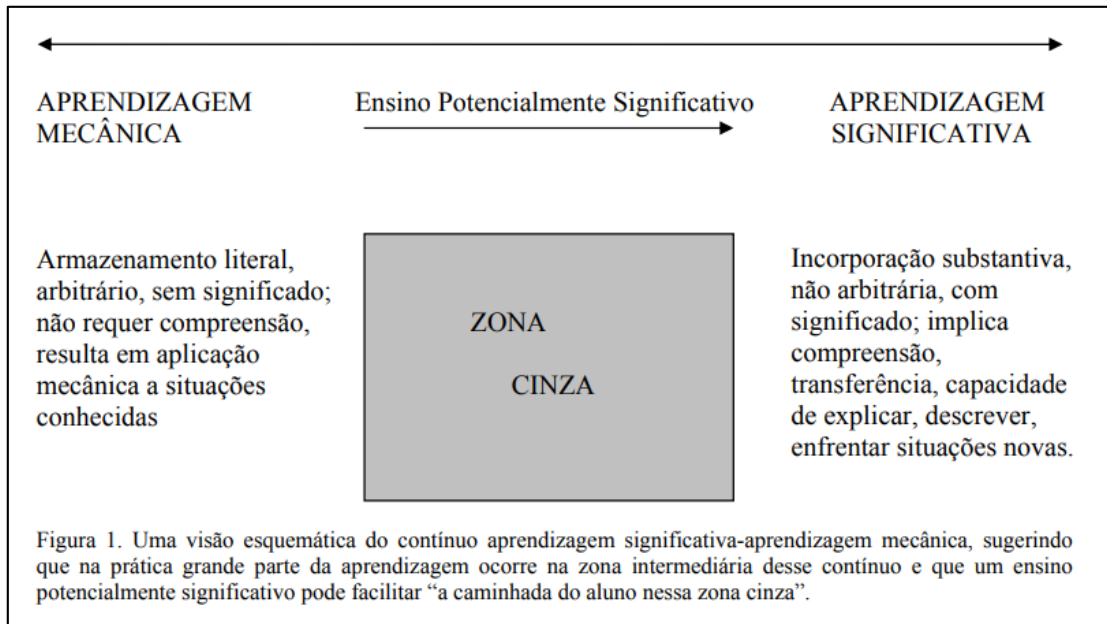 APRENDIZAGEM
MECÂNICA
Ensino Potencialmente Significativo
APRENDIZAGEM
SIGNIFICATIVA
Armazenamento literal,
arbitrário, sem significado;
não requer compreensão,
resulta em aplicação
mecânica a situações
conhecidas
ZONA
CINZA
Incorporação substantiva,
não arbitrária, com
significado; implica
compreensão,
transferência, capacidade
de explicar, descrever,
enfrentar situações novas.
Figura 1. Uma visão esquemática do contínuo aprendizagem significativa-aprendizagem mecânica, sugerindo
que na prática grande parte da aprendizagem ocorre na zona intermediária desse contínuo e que um ensino
potencialmente significativo pode facilitar “a caminhada do aluno nessa zona cinza”.